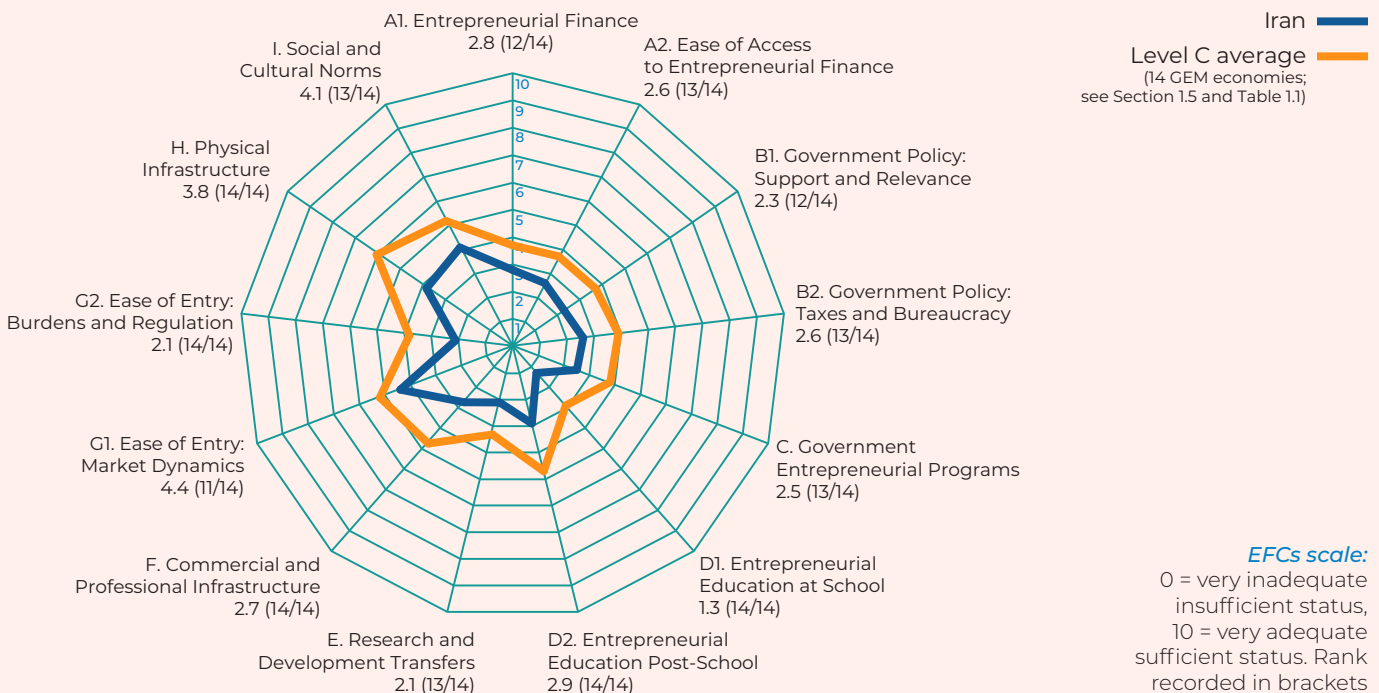 A1. Entrepreneurial Finance
2.8 (12/14)
A2. Ease of Access
to Entrepreneurial Finance
2.6 (13/14)
B1. Government Policy:
Support and Relevance
2.3 (12/14)
B2. Government Policy:
Taxes and Bureaucracy
2.6 (13/14)
C. Government
Entrepreneurial Programs
2.5 (13/14)
D1. Entrepreneurial
Education at School
1.3 (14/14)
D2. Entrepreneurial
Education Post-School
2.9 (14/14)
E. Research and
Development Transfers
2.1 (13/14)
F. Commercial and
Professional Infrastructure
2.7 (14/14)
G1. Ease of Entry:
Market Dynamics
4.4 (11/14)
G2. Ease of Entry:
Burdens and Regulation
2.1 (14/14)
H. Physical
Infrastructure
3.8 (14/14)
I. Social and
Cultural Norms
4.1 (13/14)
10
9
8
7
6
5
4
3
2
1
Iran
Level C average
(14 GEM economies;
see Section 1.5 and Table 1.1)
EFCs scale:
0 = very inadequate
insufficient status,
10 = very adequate
sufficient status. Rank
recorded in brackets